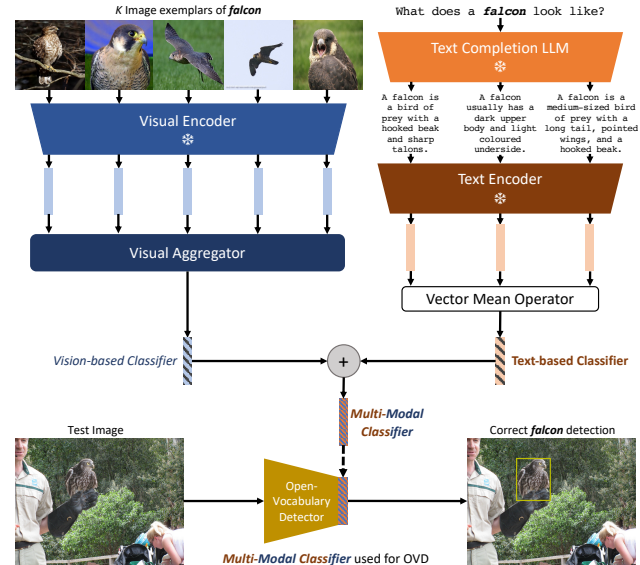 K Image exemplars of falcon
What does a falcon look like?
Text Completion LLM
A falcon is
a bird of
prey with a
hooked beak
and sharp
talons.
A falcon
usually has a
dark upper
body and light
coloured
underside.
A falcon is a
medium-sized bird
of prey with a
long tail, pointed
wings, and a
hooked beak.
Visual Encoder
Text Encoder
Visual Aggregator
Vector Mean Operator
Vision-based Classifier
+
Text-based Classifier
Multi-Modal
Classifier
Test Image
Correct falcon detection
Open-
Vocabulary
Detector
Multi-Modal Classifier used for OVD